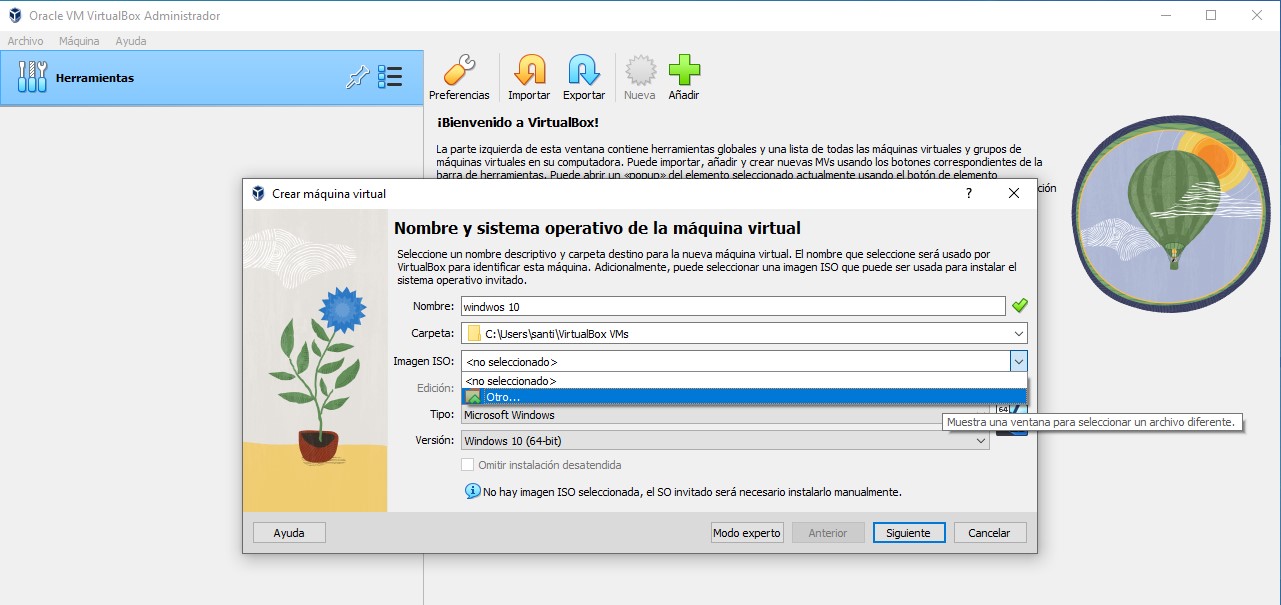 Oracle VM VirtualBox Administrador
Archivo Máquina Ayuda
Herramientas
Preferencias Importar Exportar Nueva Añadir
¡Bienvenido a VirtualBox!
La parte izquierda de esta ventana contiene herramientas globales y una lista de todas las máquinas virtuales y grupos de
máquinas virtuales en su computadora. Puede importar, añadir y crear nuevas MVs usando los botones correspondientes de la
barra de herramientas. Puede abrir un «popup» del elemento seleccionado actualmente usando el botón de elemento
ción
Crear máquina virtual
?
Nombre y sistema operativo de la máquina virtual
Seleccione un nombre descriptivo y carpeta destino para la nueva máquina virtual. El nombre que seleccione será usado por
VirtualBox para identificar esta máquina. Adicionalmente, puede seleccionar una imagen ISO que puede ser usada para instalar el
sistema operativo invitado.
Nombre: windwos 10
Carpeta: C:\Users\santi\VirtualBox VMs
Imagen ISO: <no seleccionado>
<no seleccionado>
Edición:
Otro...
Tipo: Microsoft Windows
64
Muestra una ventana para seleccionar un archivo diferente.
Versión: Windows 10 (64-bit)
Omitir instalación desatendida
No hay imagen ISO seleccionada, el SO invitado será necesario instalarlo manualmente.
Ayuda Modo experto Anterior Siguiente Cancelar